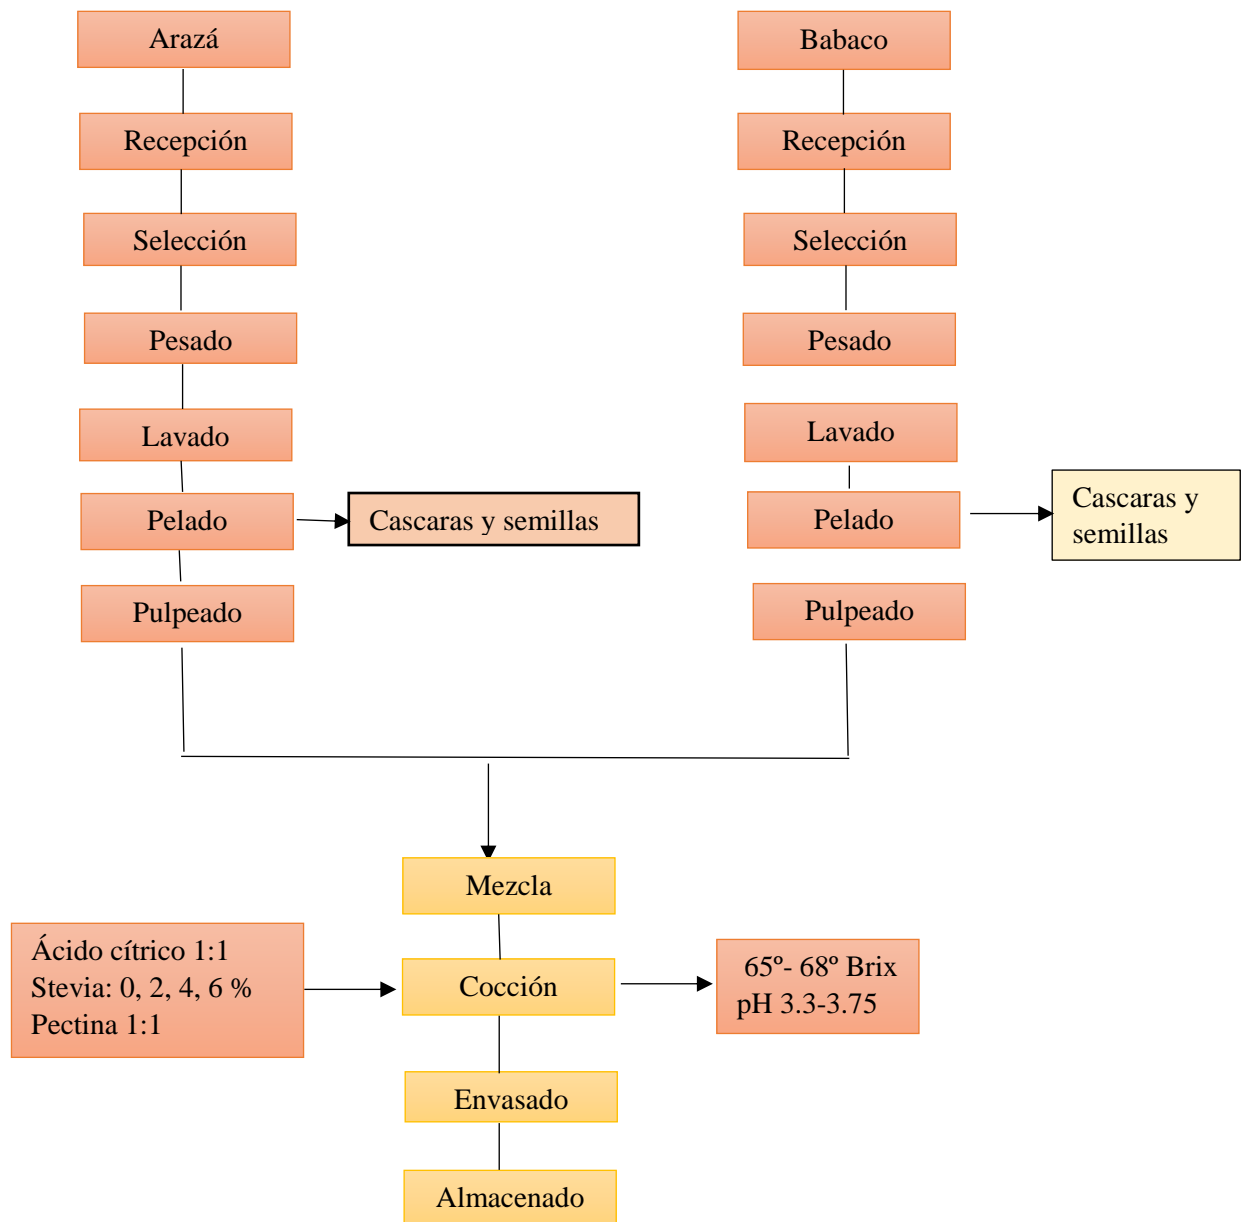 Arazá
Babaco
Recepción
Recepción
Selección
Selección
Pesado
Pesado
Lavado
Lavado
Pelado
Cascaras y semillas
Pelado
Cascaras y
semillas
Pulpeado
Pulpeado
Mezcla
Ácido cítrico 1:1
Stevia: 0, 2, 4, 6 %
Pectina 1:1
Cocción
65º- 68º Brix
pH 3.3-3.75
Envasado
Almacenado